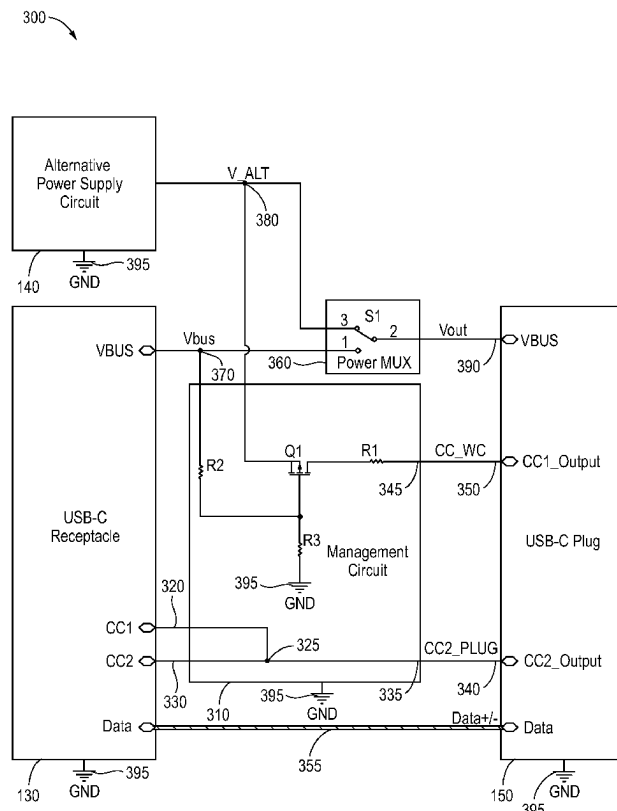 300
Alternative
Power Supply
Circuit
V_ALT
380
395
GND
140
S1
3
2
1
Vout
Power MUX
360
VBUS
Vbus
370
VBUS
390
Q1
R1
CC_WC
R2
345
350
CC1_Output
USB-C
Receptacle
R3
Management
Circuit
USB-C Plug
395
GND
320
CC1
325
CC2_PLUG
CC2
CC2_Output
330
395
335
340
310
GND
Data
Data+/-
Data
355
130
395
GND
150
GND
395